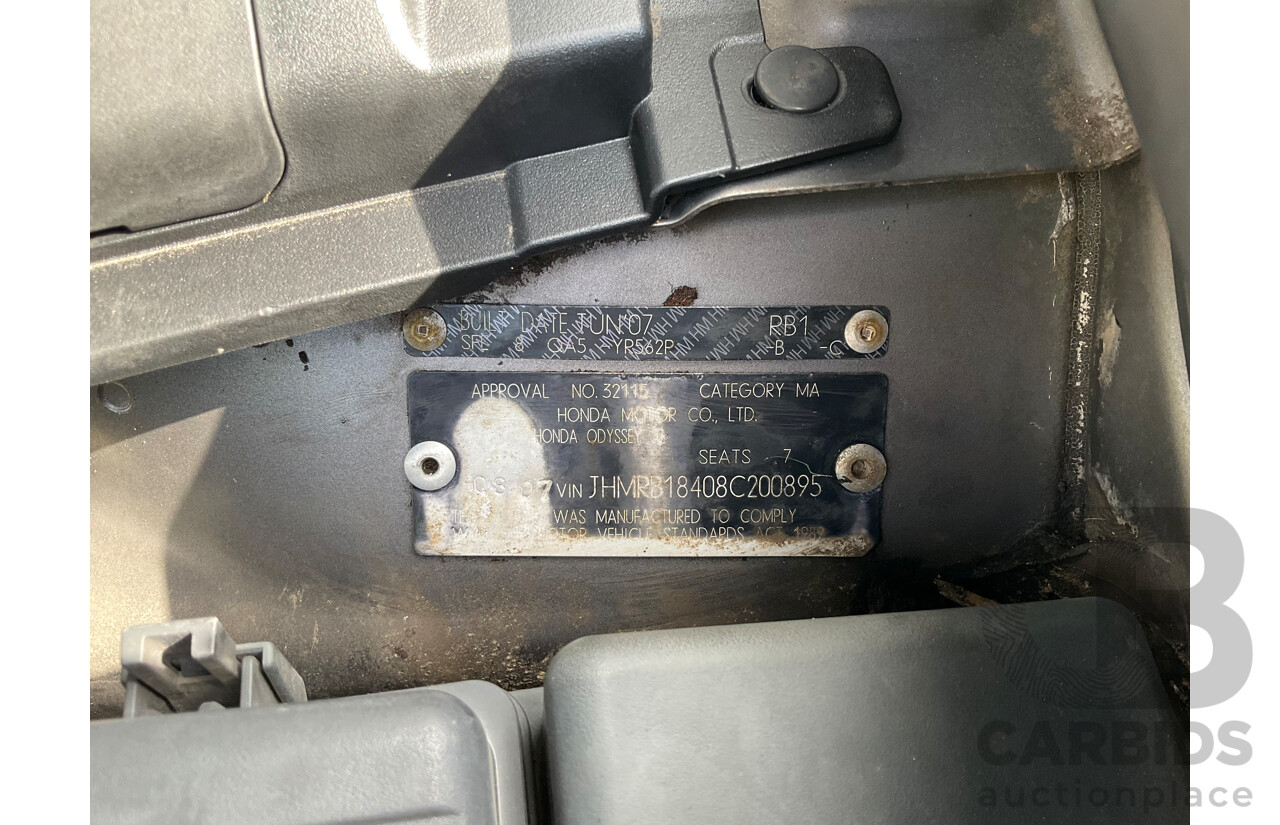 DATE JUN'07 RB1
QA5 -YR562P -B -C
APPROVAL NO. 32115 CATEGORY MA
HONDA MOTOR CO., LTD.
HONDA ODYSSEY
SEATS 7
VIN JHMRB18408C200895
WAS MANUFACTURED TO COMPLY
VEHICLE STANDARDS ACT
CARBIDS
auctionplace